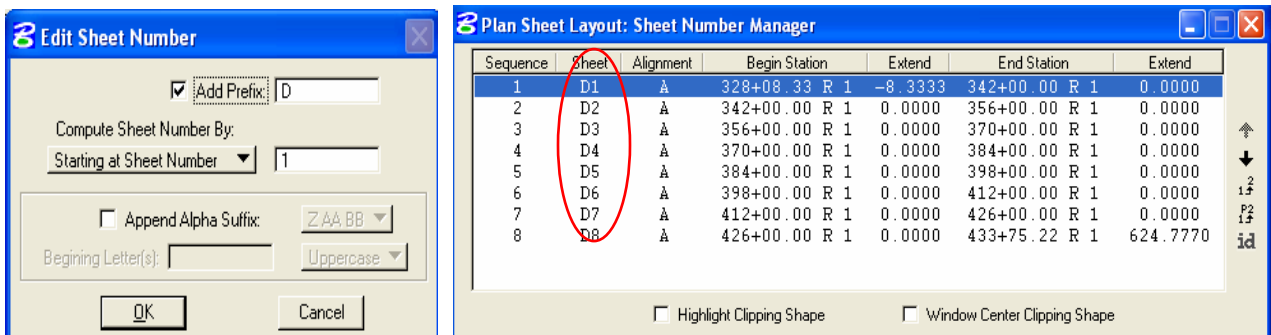 Edit Sheet Number
Add Prefix: D
Compute Sheet Number By:
Starting at Sheet Number 1
Append Alpha Suffix: Z AA BB
Begining Letter(s): Uppercase
OK Cancel
Plan Sheet Layout: Sheet Number Manager
Sequence Sheet Alignment Begin Station Extend End Station Extend
1 D1 A 328+08.33 R 1 -8.3333 342+00.00 R 1 0.0000
2 D2 A 342+00.00 R 1 0.0000 356+00.00 R 1 0.0000
3 D3 A 356+00.00 R 1 0.0000 370+00.00 R 1 0.0000
4 D4 A 370+00.00 R 1 0.0000 384+00.00 R 1 0.0000
5 D5 A 384+00.00 R 1 0.0000 398+00.00 R 1 0.0000
6 D6 A 398+00.00 R 1 0.0000 412+00.00 R 1 0.0000
7 D7 A 412+00.00 R 1 0.0000 426+00.00 R 1 0.0000
8 D8 A 426+00.00 R 1 0.0000 433+75.22 R 1 624.7770
id
Highlight Clipping Shape Window Center Clipping Shape